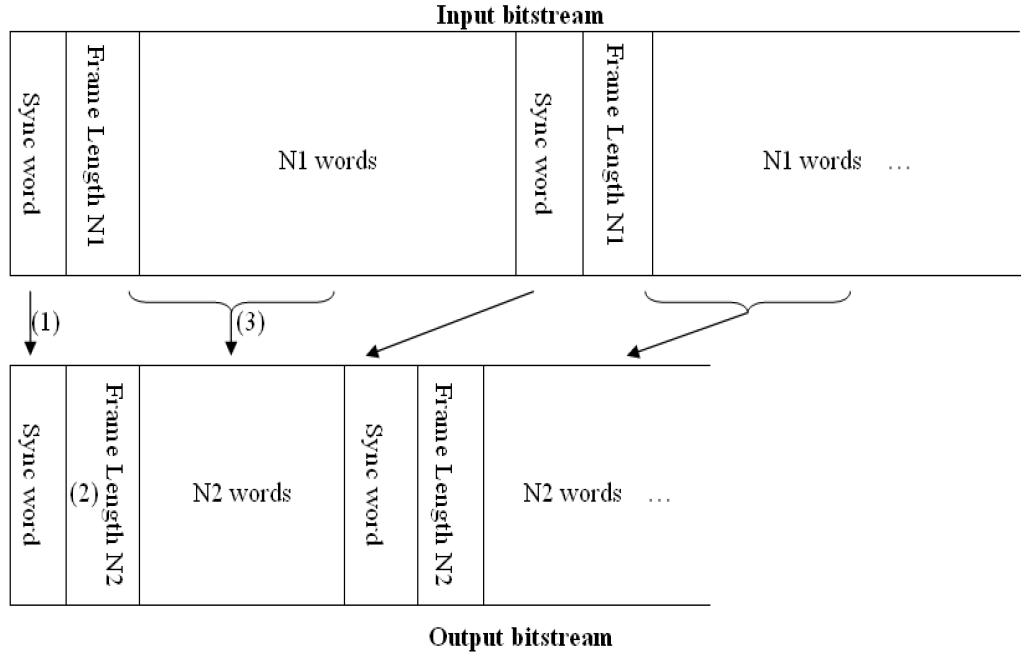 Input bitstream
Sync word
Frame Length N1
N1 words
Sync word
Frame Length N1
N1 words ...
(1)
(3)
Sync word
(2)
Frame Length N2
N2 words
Sync word
Frame Length N2
N2 words ...
Output bitstream